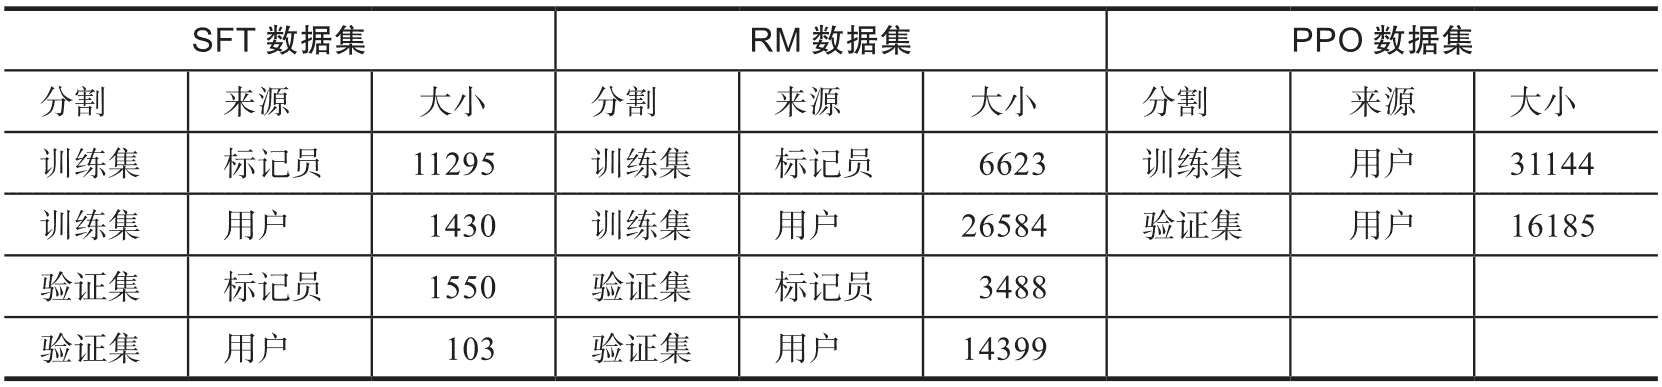 SFT 数据集 RM 数据集 PPO 数据集
分割 来源 大小 分割 来源 大小 分割 来源 大小
训练集 标记员 11295 训练集 标记员 6623 训练集 用户 31144
训练集 用户 1430 训练集 用户 26584 验证集 用户 16185
验证集 标记员 1550 验证集 标记员 3488
验证集 用户 103 验证集 用户 14399